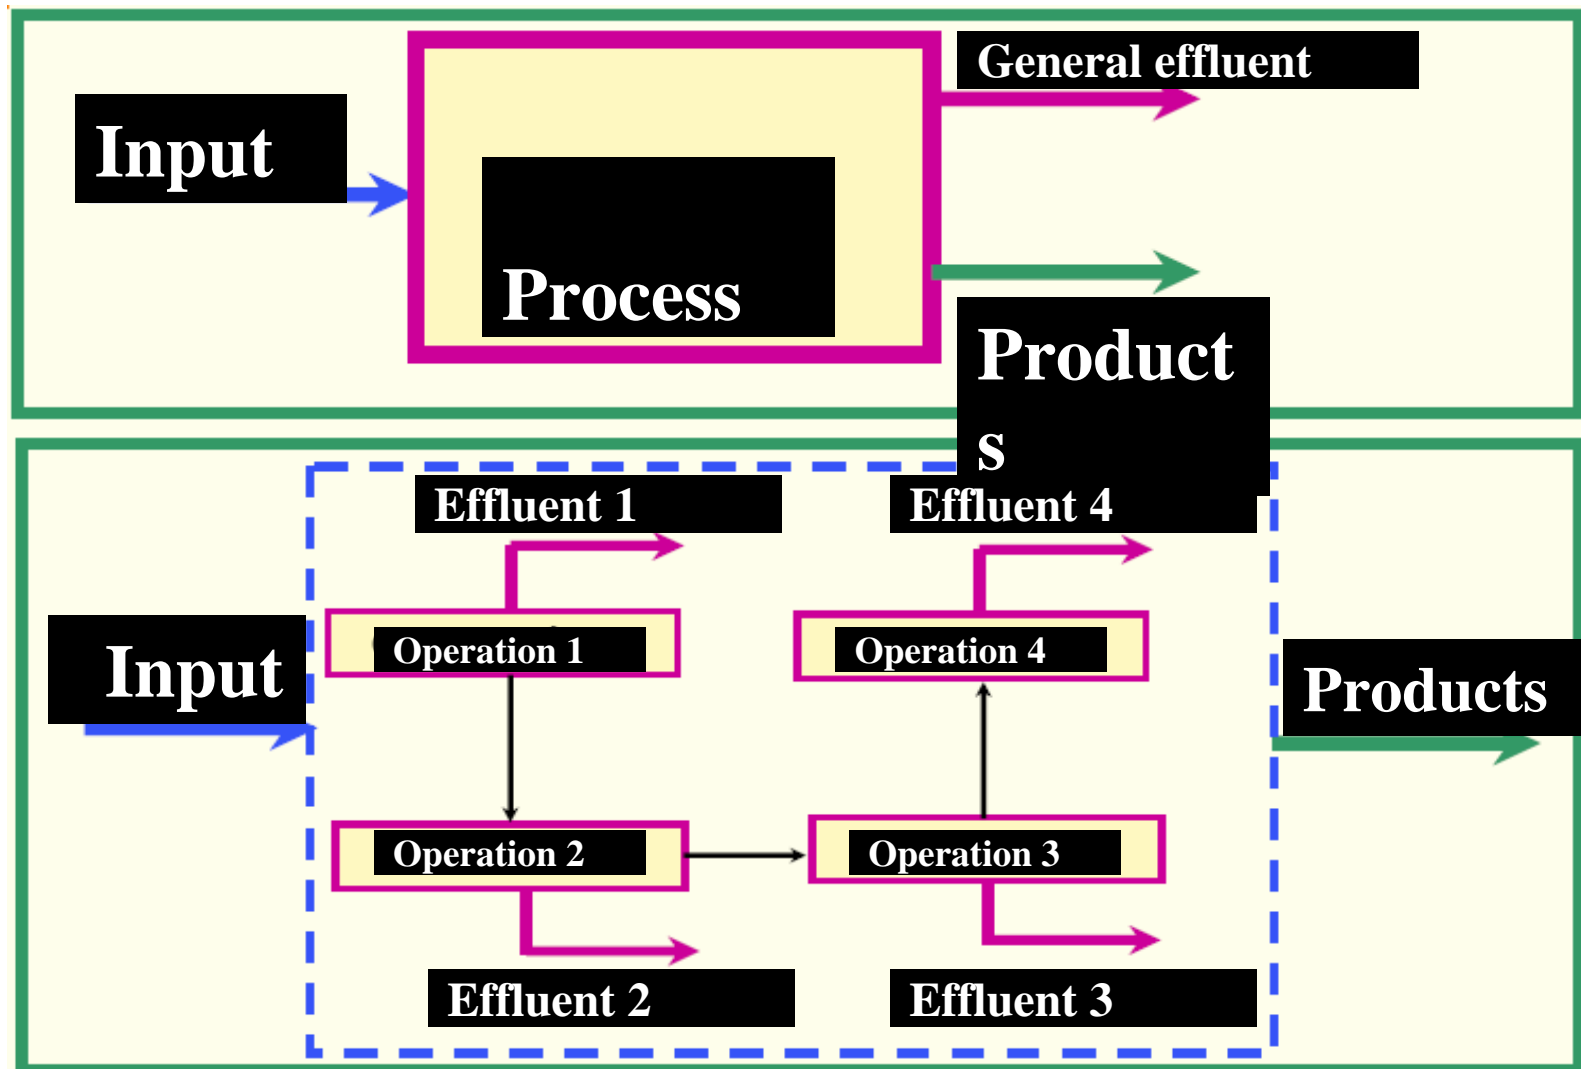 General effluent
Input
Process
Product
s
Effluent 1
Effluent 4
Operation 1
Operation 4
Input
Products
Operation 2
Operation 3
Effluent 2
Effluent 3